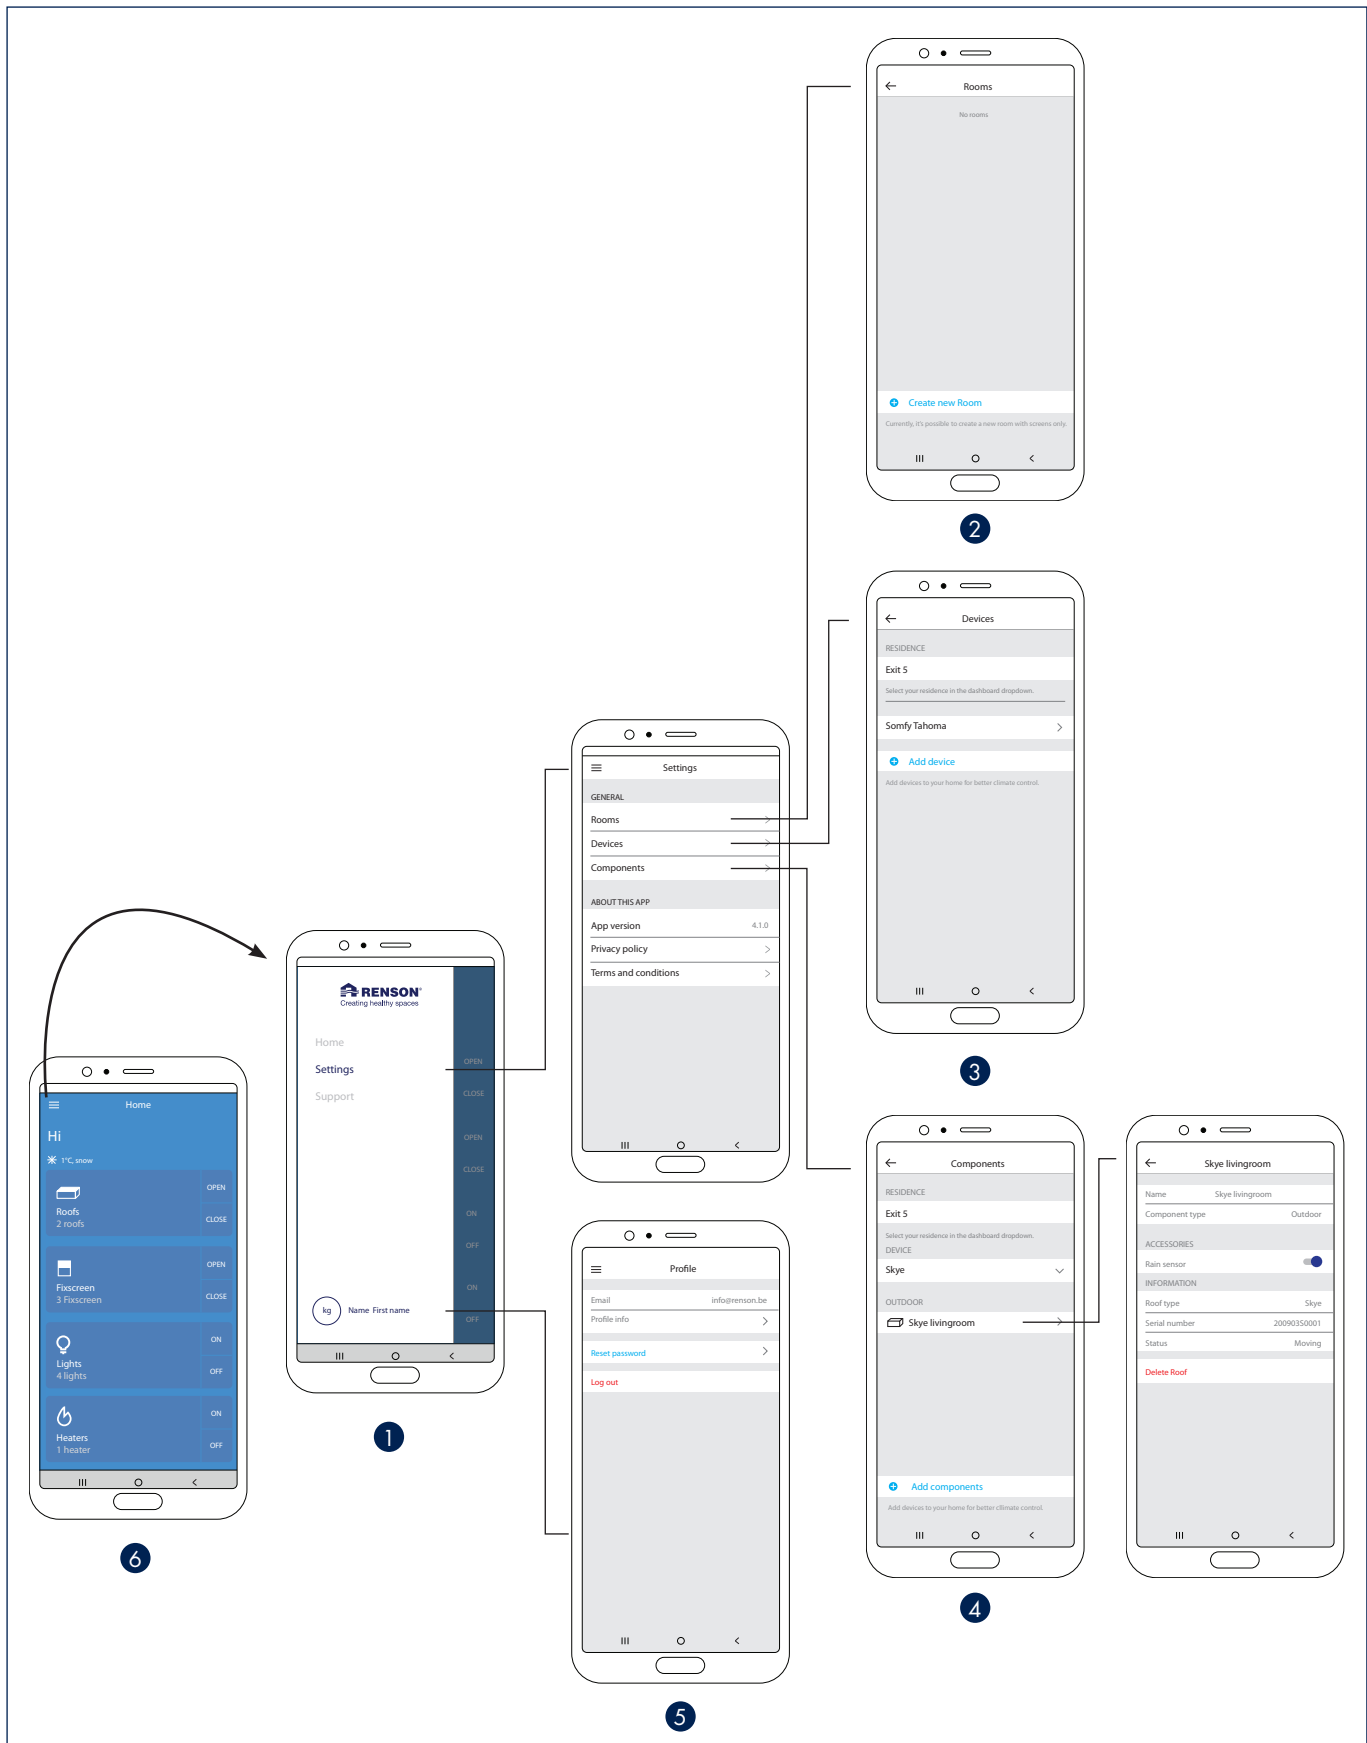 Rooms
No rooms
Create new Room
Currently, it's possible to create a new room with screens only.
2
Devices
RESIDENCE
Exit 5
Select your residence in the dashboard dropdown.
Somfy Tahoma
Add device
Add devices to your home for better climate control.
3
Settings
GENERAL
Rooms
Devices
Components
ABOUT THIS APP
App version 4.1.0
Privacy policy
Terms and conditions
RENSON®
Creating healthy spaces
Home
Settings
Support
OPEN
CLOSE
OPEN
CLOSE
ON
OFF
ON
OFF
kg Name First name
1
Home
Hi
1°C, snow
Roofs
2 roofs
OPEN
CLOSE
Fixscreen
3 Fixscreen
OPEN
CLOSE
Lights
4 lights
ON
OFF
Heaters
1 heater
ON
OFF
6
Components
RESIDENCE
Exit 5
Select your residence in the dashboard dropdown.
DEVICE
Skye
OUTDOOR
Skye livingroom
Add components
Add devices to your home for better cllimate control.
4
Skye livingroom
Name Skye livingroom
Component type Outdoor
ACCESSORIES
Rain sensor
INFORMATION
Roof type Skye
Serial number 200903S0001
Status Moving
Delete Roof
Profile
Email info@renson.be
Profile info
Reset password
Log out
5